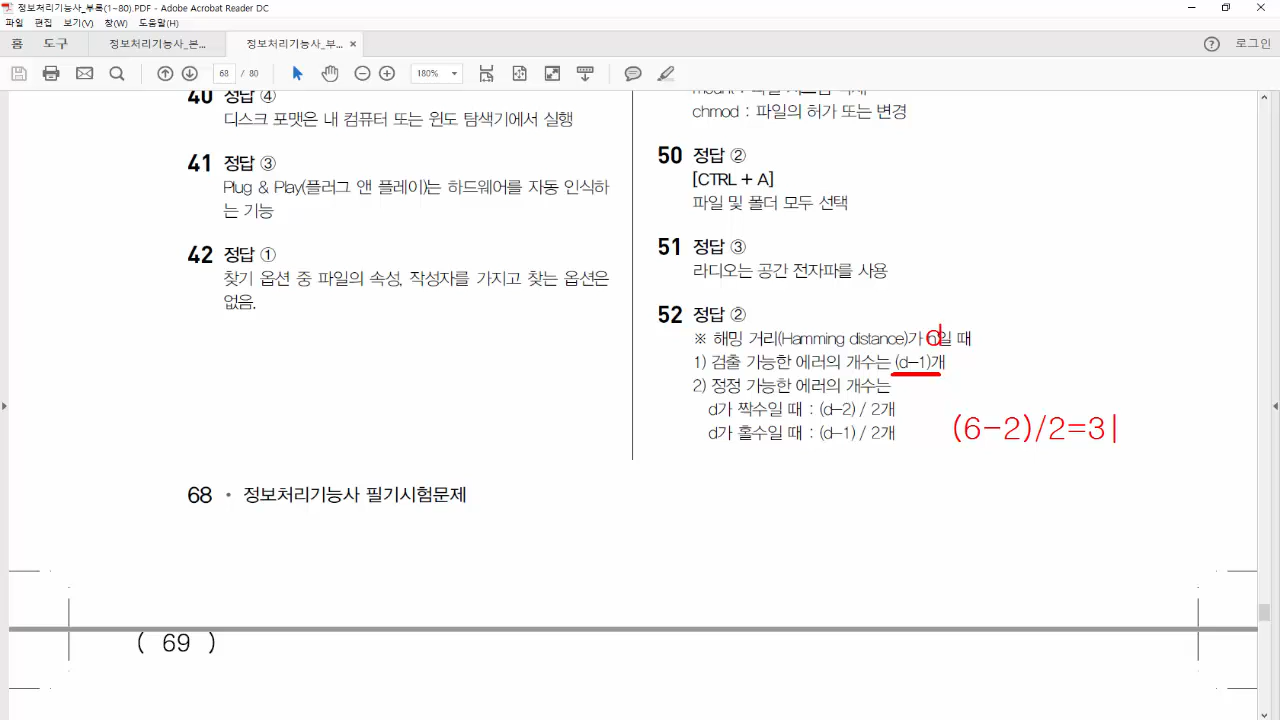 정보처리기능사_부록(1~80).PDF - Adobe Acrobat Reader DC
파일 편집 보기(V) 창(W) 도움말(H)
홈 도구 정보처리기능사_본... 정보처리기능사_부... × 로그인
68 / 80 180%
40 정답 ④
디스크 포맷은 내 컴퓨터 또는 윈도 탐색기에서 실행
41 정답 ③
Plug & Play(플러그 앤 플레이)는 하드웨어를 자동 인식하
는 기능
42 정답 ①
찾기 옵션 중 파일의 속성, 작성자를 가지고 찾는 옵션은
없음.
chmod : 파일의 허가 또는 변경
50 정답 ②
[CTRL + A]
파일 및 폴더 모두 선택
51 정답 ③
라디오는 공간 전자파를 사용
52 정답 ②
※ 해밍 거리(Hamming distance)가 d일 때
1) 검출 가능한 에러의 개수는 (d-1)개
2) 정정 가능한 에러의 개수는
d가 짝수일 때 : (d-2) / 2개
d가 홀수일 때 : (d-1) / 2개
(6-2)/2=3
68 • 정보처리기능사 필기시험문제
( 69 )